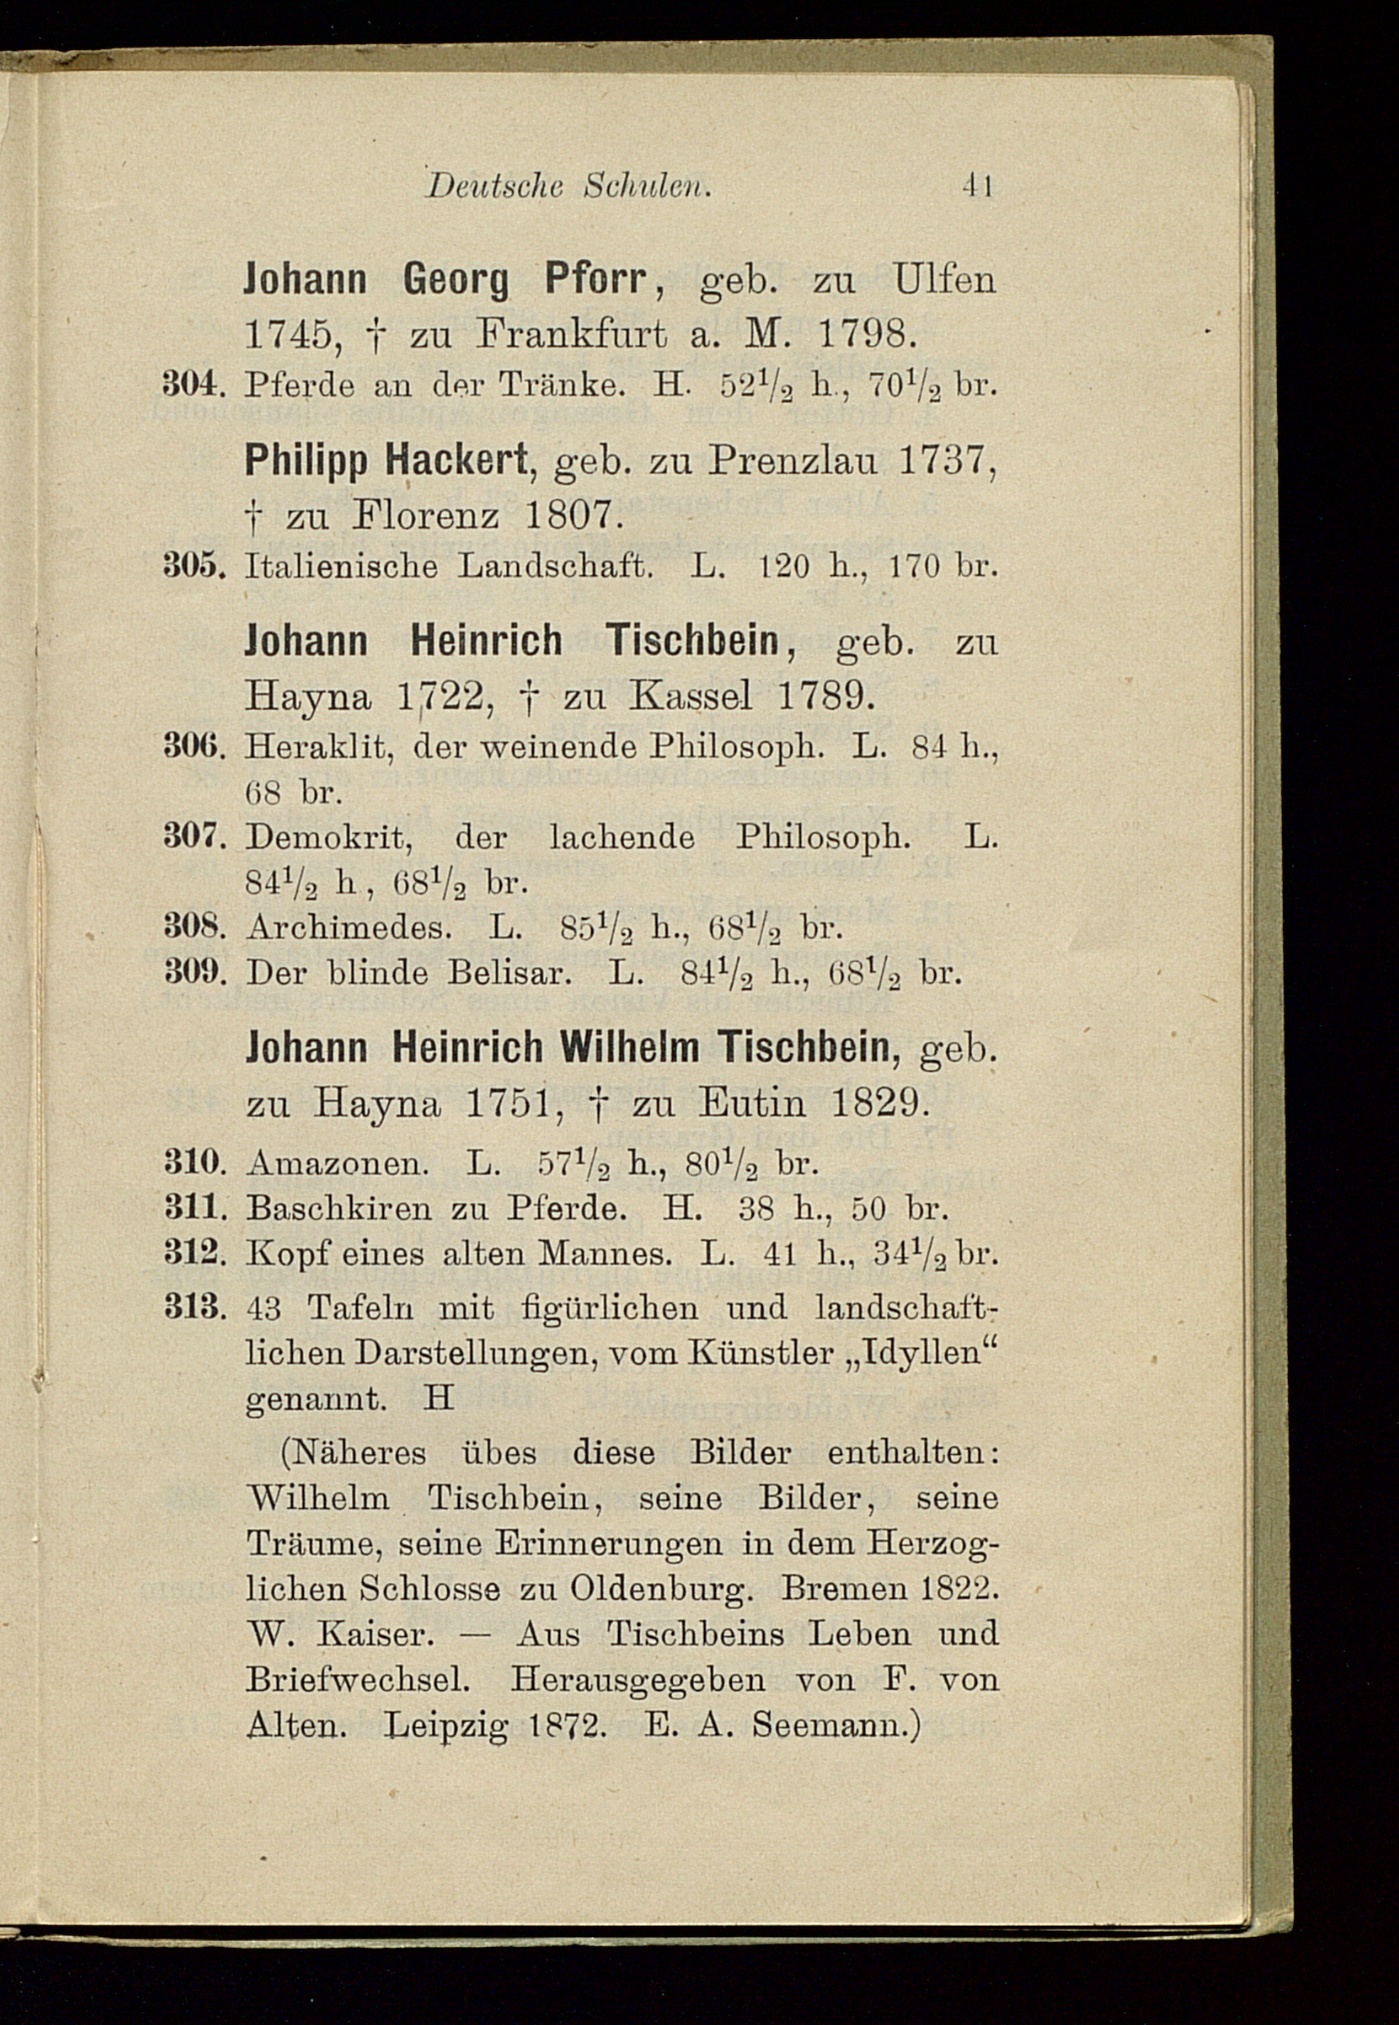 Deutsche Schulen. 41
Johann Georg Pforr, geb. zu Ulfen
1745, † zu Frankfurt a. M. 1798.
304. Pferde an der Tränke. H. 52½ h., 70½ br.
Philipp Hackert, geb. zu Prenzlau 1737,
† zu Florenz 1807.
305. Italienische Landschaft. L. 120 h., 170 br.
Johann Heinrich Tischbein, geb. zu
Hayna 1722, † zu Kassel 1789.
306. Heraklit, der weinende Philosoph. L. 84 h.,
68 br.
307. Demokrit, der lachende Philosoph. L.
84½ h, 68½ br.
308. Archimedes. L. 85½ h., 68½ br.
309. Der blinde Belisar. L. 84½ h., 68½ br.
Johann Heinrich Wilhelm Tischbein, geb.
zu Hayna 1751, † zu Eutin 1829.
310. Amazonen. L. 57½ h., 80½ br.
311. Baschkiren zu Pferde. H. 38 h., 50 br.
312. Kopf eines alten Mannes. L. 41 h., 34½ br.
313. 43 Tafeln mit figürlichen und landschaft-
lichen Darstellungen, vom Künstler „Idyllen“
genannt. H
(Näheres übes diese Bilder enthalten:
Wilhelm Tischbein, seine Bilder, seine
Träume, seine Erinnerungen in dem Herzog-
lichen Schlosse zu Oldenburg. Bremen 1822.
W. Kaiser. — Aus Tischbeins Leben und
Briefwechsel. Herausgegeben von F. von
Alten. Leipzig 1872. E. A. Seemann.)